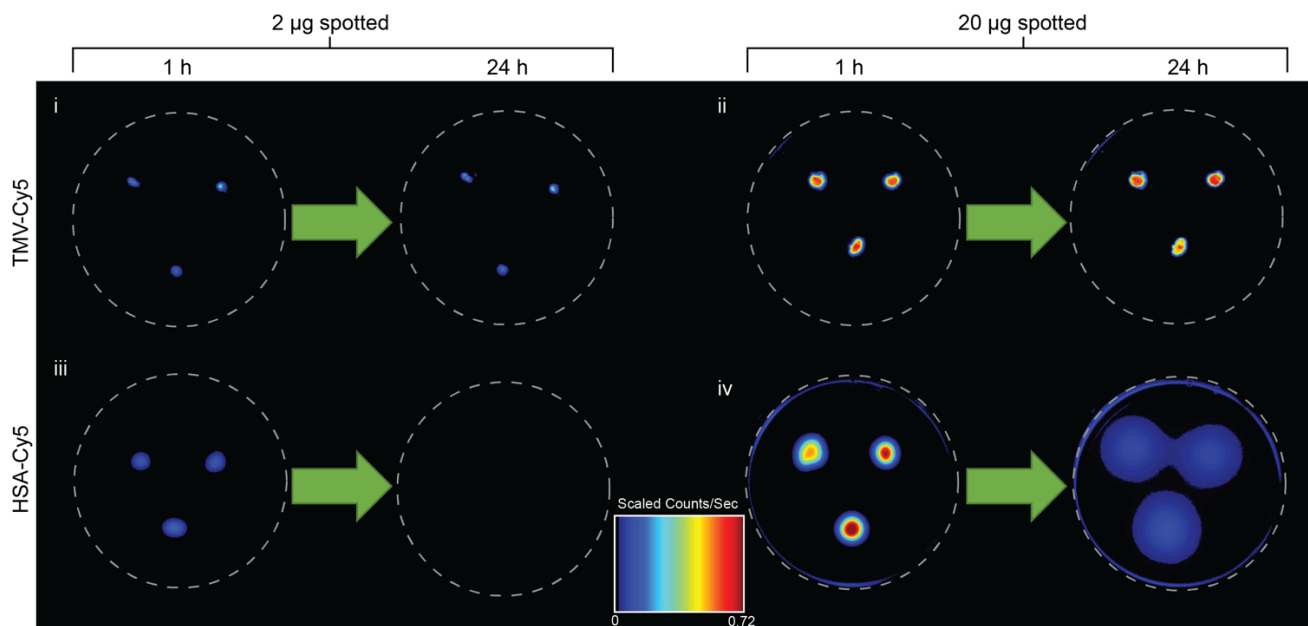 2 µg spotted
20 µg spotted
1 h
24 h
1 h
24 h
TMV-Cy5
i
ii
HSA-Cy5
iii
iv
Scaled Counts/Sec
0
0.72